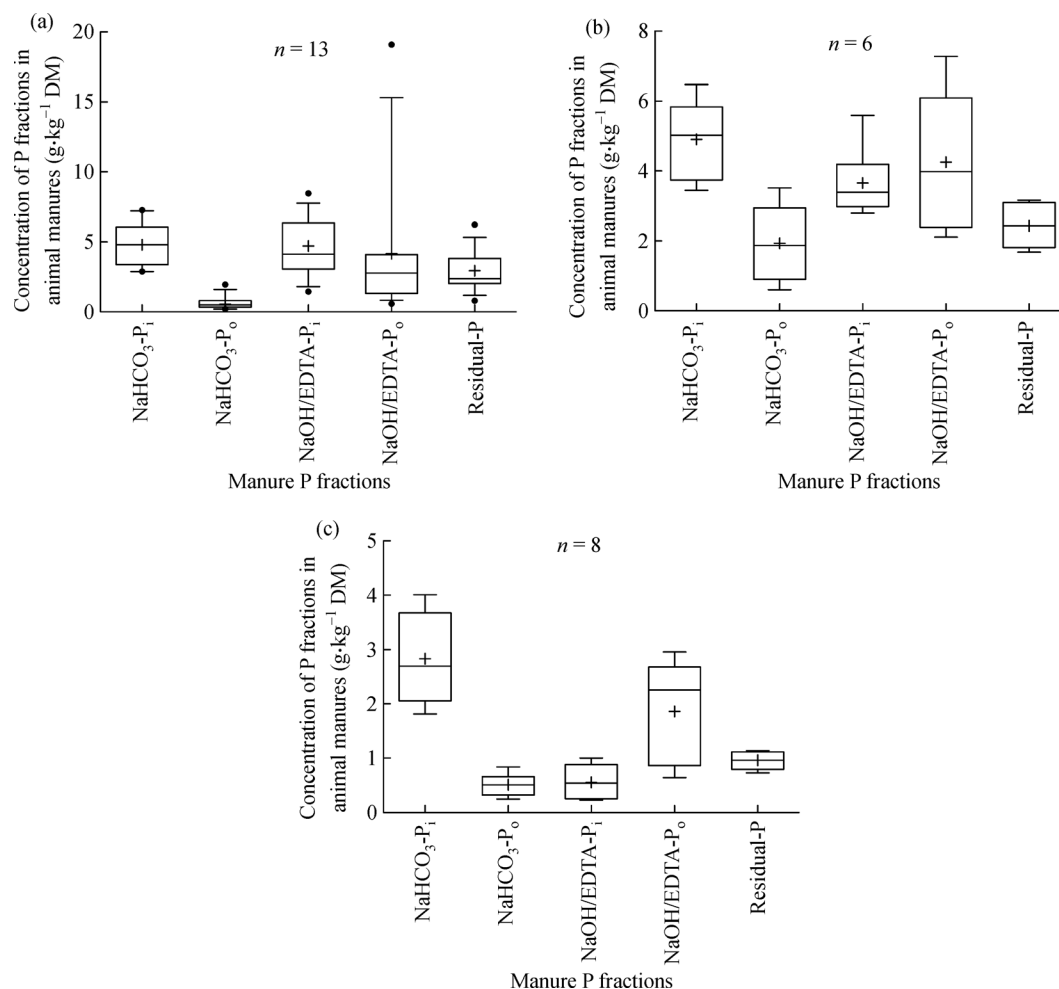 (a)
n = 13
20
15
10
5
0
Concentration of P fractions in
animal manures (g·kg⁻¹ DM)
NaHCO₃-Pᵢ
NaHCO₃-Pₒ
NaOH/EDTA-Pᵢ
NaOH/EDTA-Pₒ
Residual-P
Manure P fractions
(b)
n = 6
8
6
4
2
0
Concentration of P fractions in
animal manures (g·kg⁻¹ DM)
NaHCO₃-Pᵢ
NaHCO₃-Pₒ
NaOH/EDTA-Pᵢ
NaOH/EDTA-Pₒ
Residual-P
Manure P fractions
(c)
n = 8
5
4
3
2
1
0
Concentration of P fractions in
animal manures (g·kg⁻¹ DM)
NaHCO₃-Pᵢ
NaHCO₃-Pₒ
NaOH/EDTA-Pᵢ
NaOH/EDTA-Pₒ
Residual-P
Manure P fractions